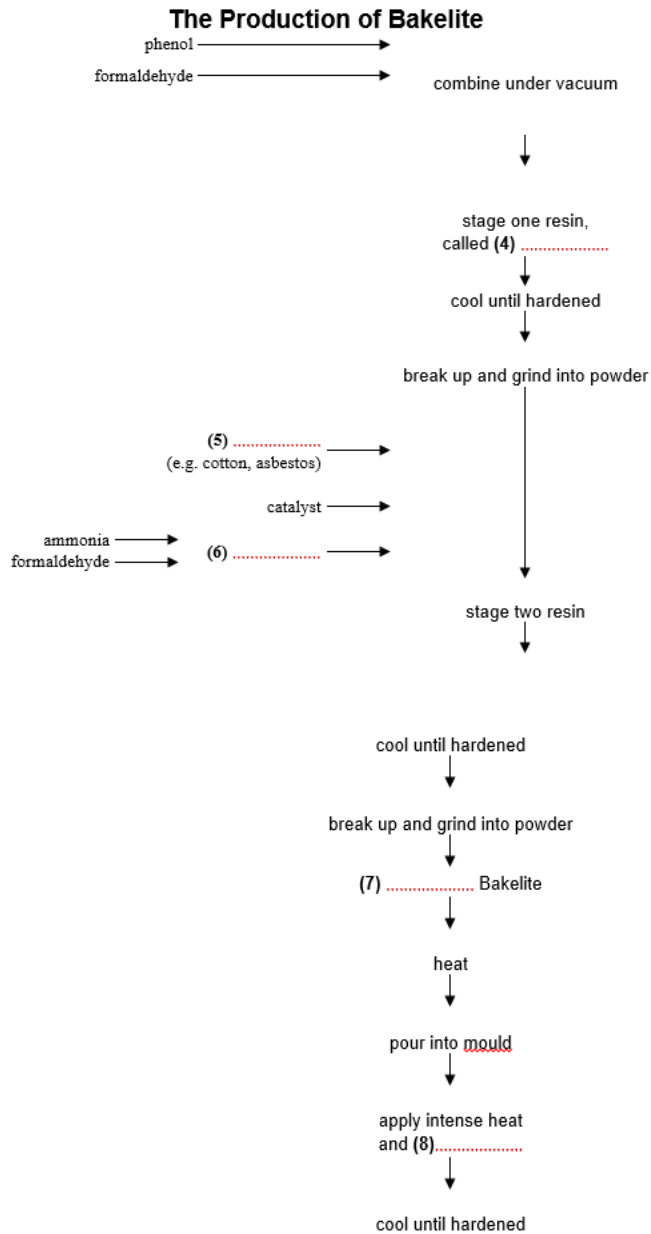 The Production of Bakelite
phenol
formaldehyde
combine under vacuum
stage one resin,
called (4) ....................
cool until hardened
break up and grind into powder
(5) ....................
(e.g. cotton, asbestos)
catalyst
ammonia
formaldehyde
(6) ....................
stage two resin
cool until hardened
break up and grind into powder
(7) .................... Bakelite
heat
pour into mould
apply intense heat
and (8)....................
cool until hardened